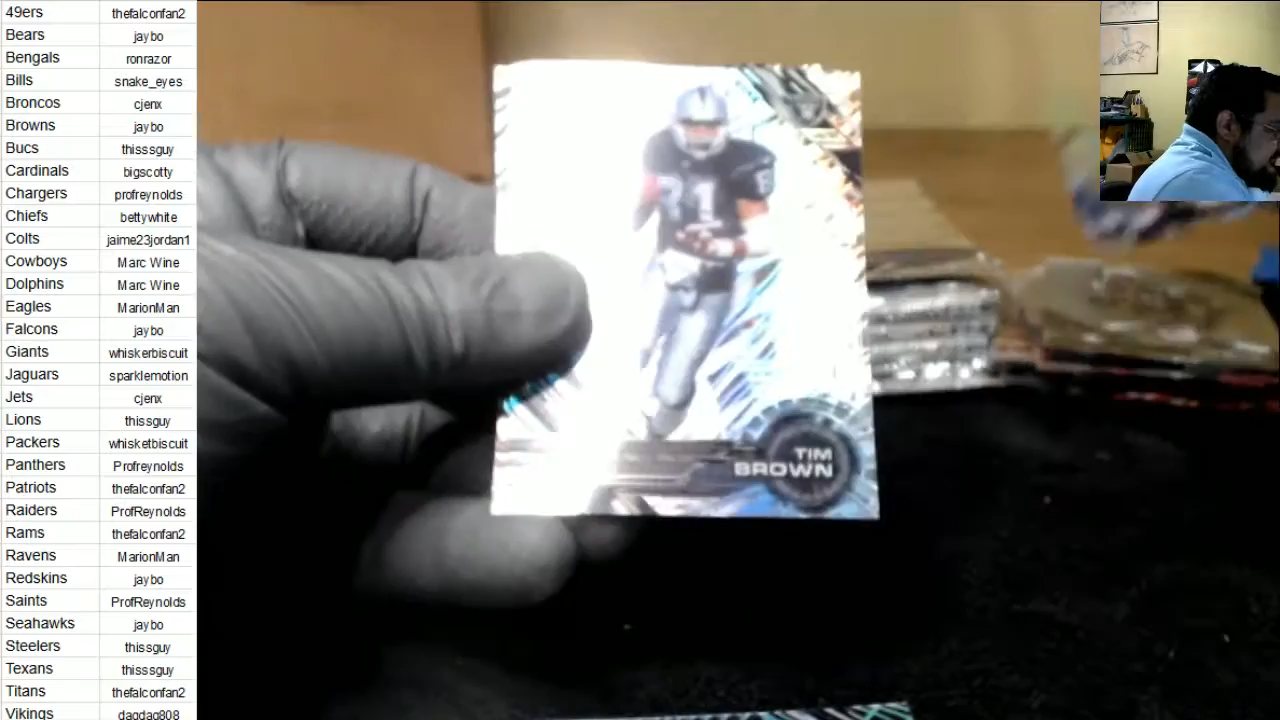 49ers thefalconfan2
Bears jaybo
Bengals ronrazor
Bills snake_eyes
Broncos cjenx
Browns jaybo
Bucs thisssguy
Cardinals bigscotty
Chargers profreynolds
Chiefs bettywhite
Colts jaime23jordan1
Cowboys Marc Wine
Dolphins Marc Wine
Eagles MarionMan
Falcons jaybo
Giants whiskerbiscuit
Jaguars sparklemotion
Jets cjenx
Lions thissguy
Packers whisketbiscuit
Panthers Profreynolds
Patriots thefalconfan2
Raiders ProfReynolds
Rams thefalconfan2
Ravens MarionMan
Redskins jaybo
Saints ProfReynolds
Seahawks jaybo
Steelers thissguy
Texans thisssguy
Titans thefalconfan2
Vikings dagdag808
81
TIM
BROWN